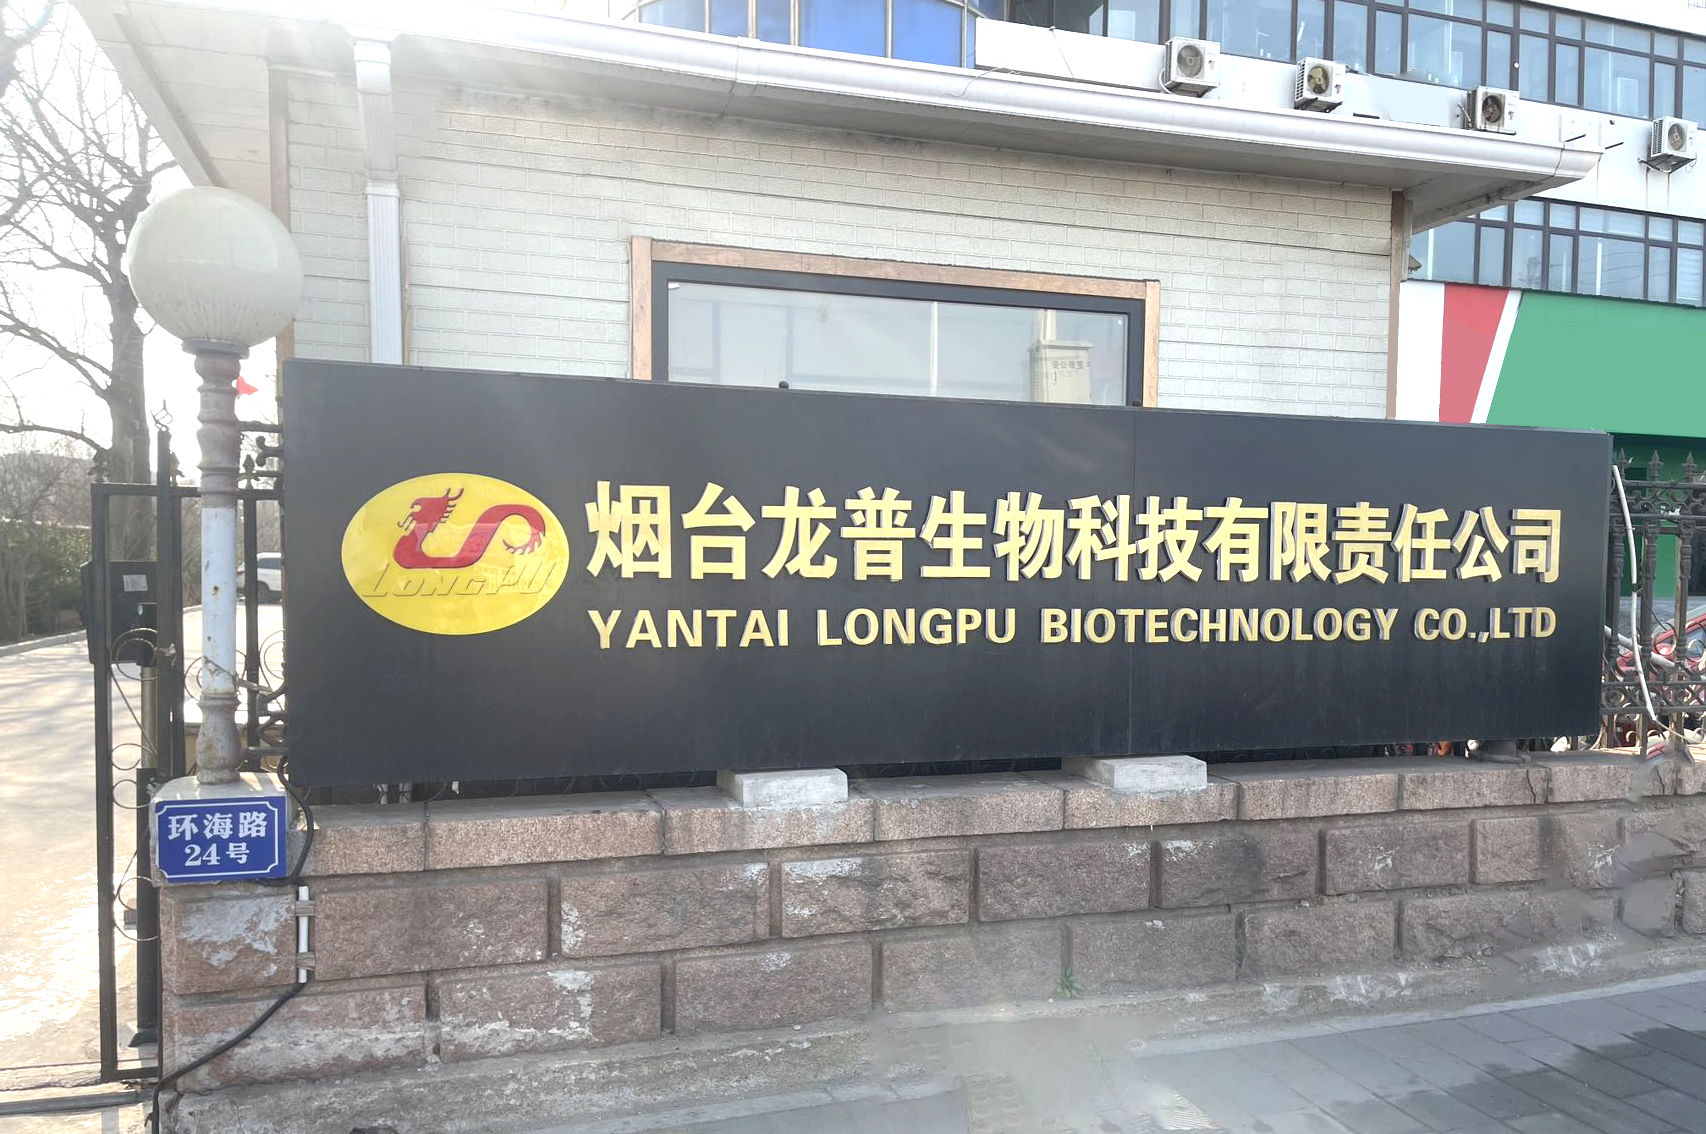 LONGPU
烟台龙普生物科技有限责任公司
YANTAI LONGPU BIOTECHNOLOGY CO.,LTD
环海路
24号